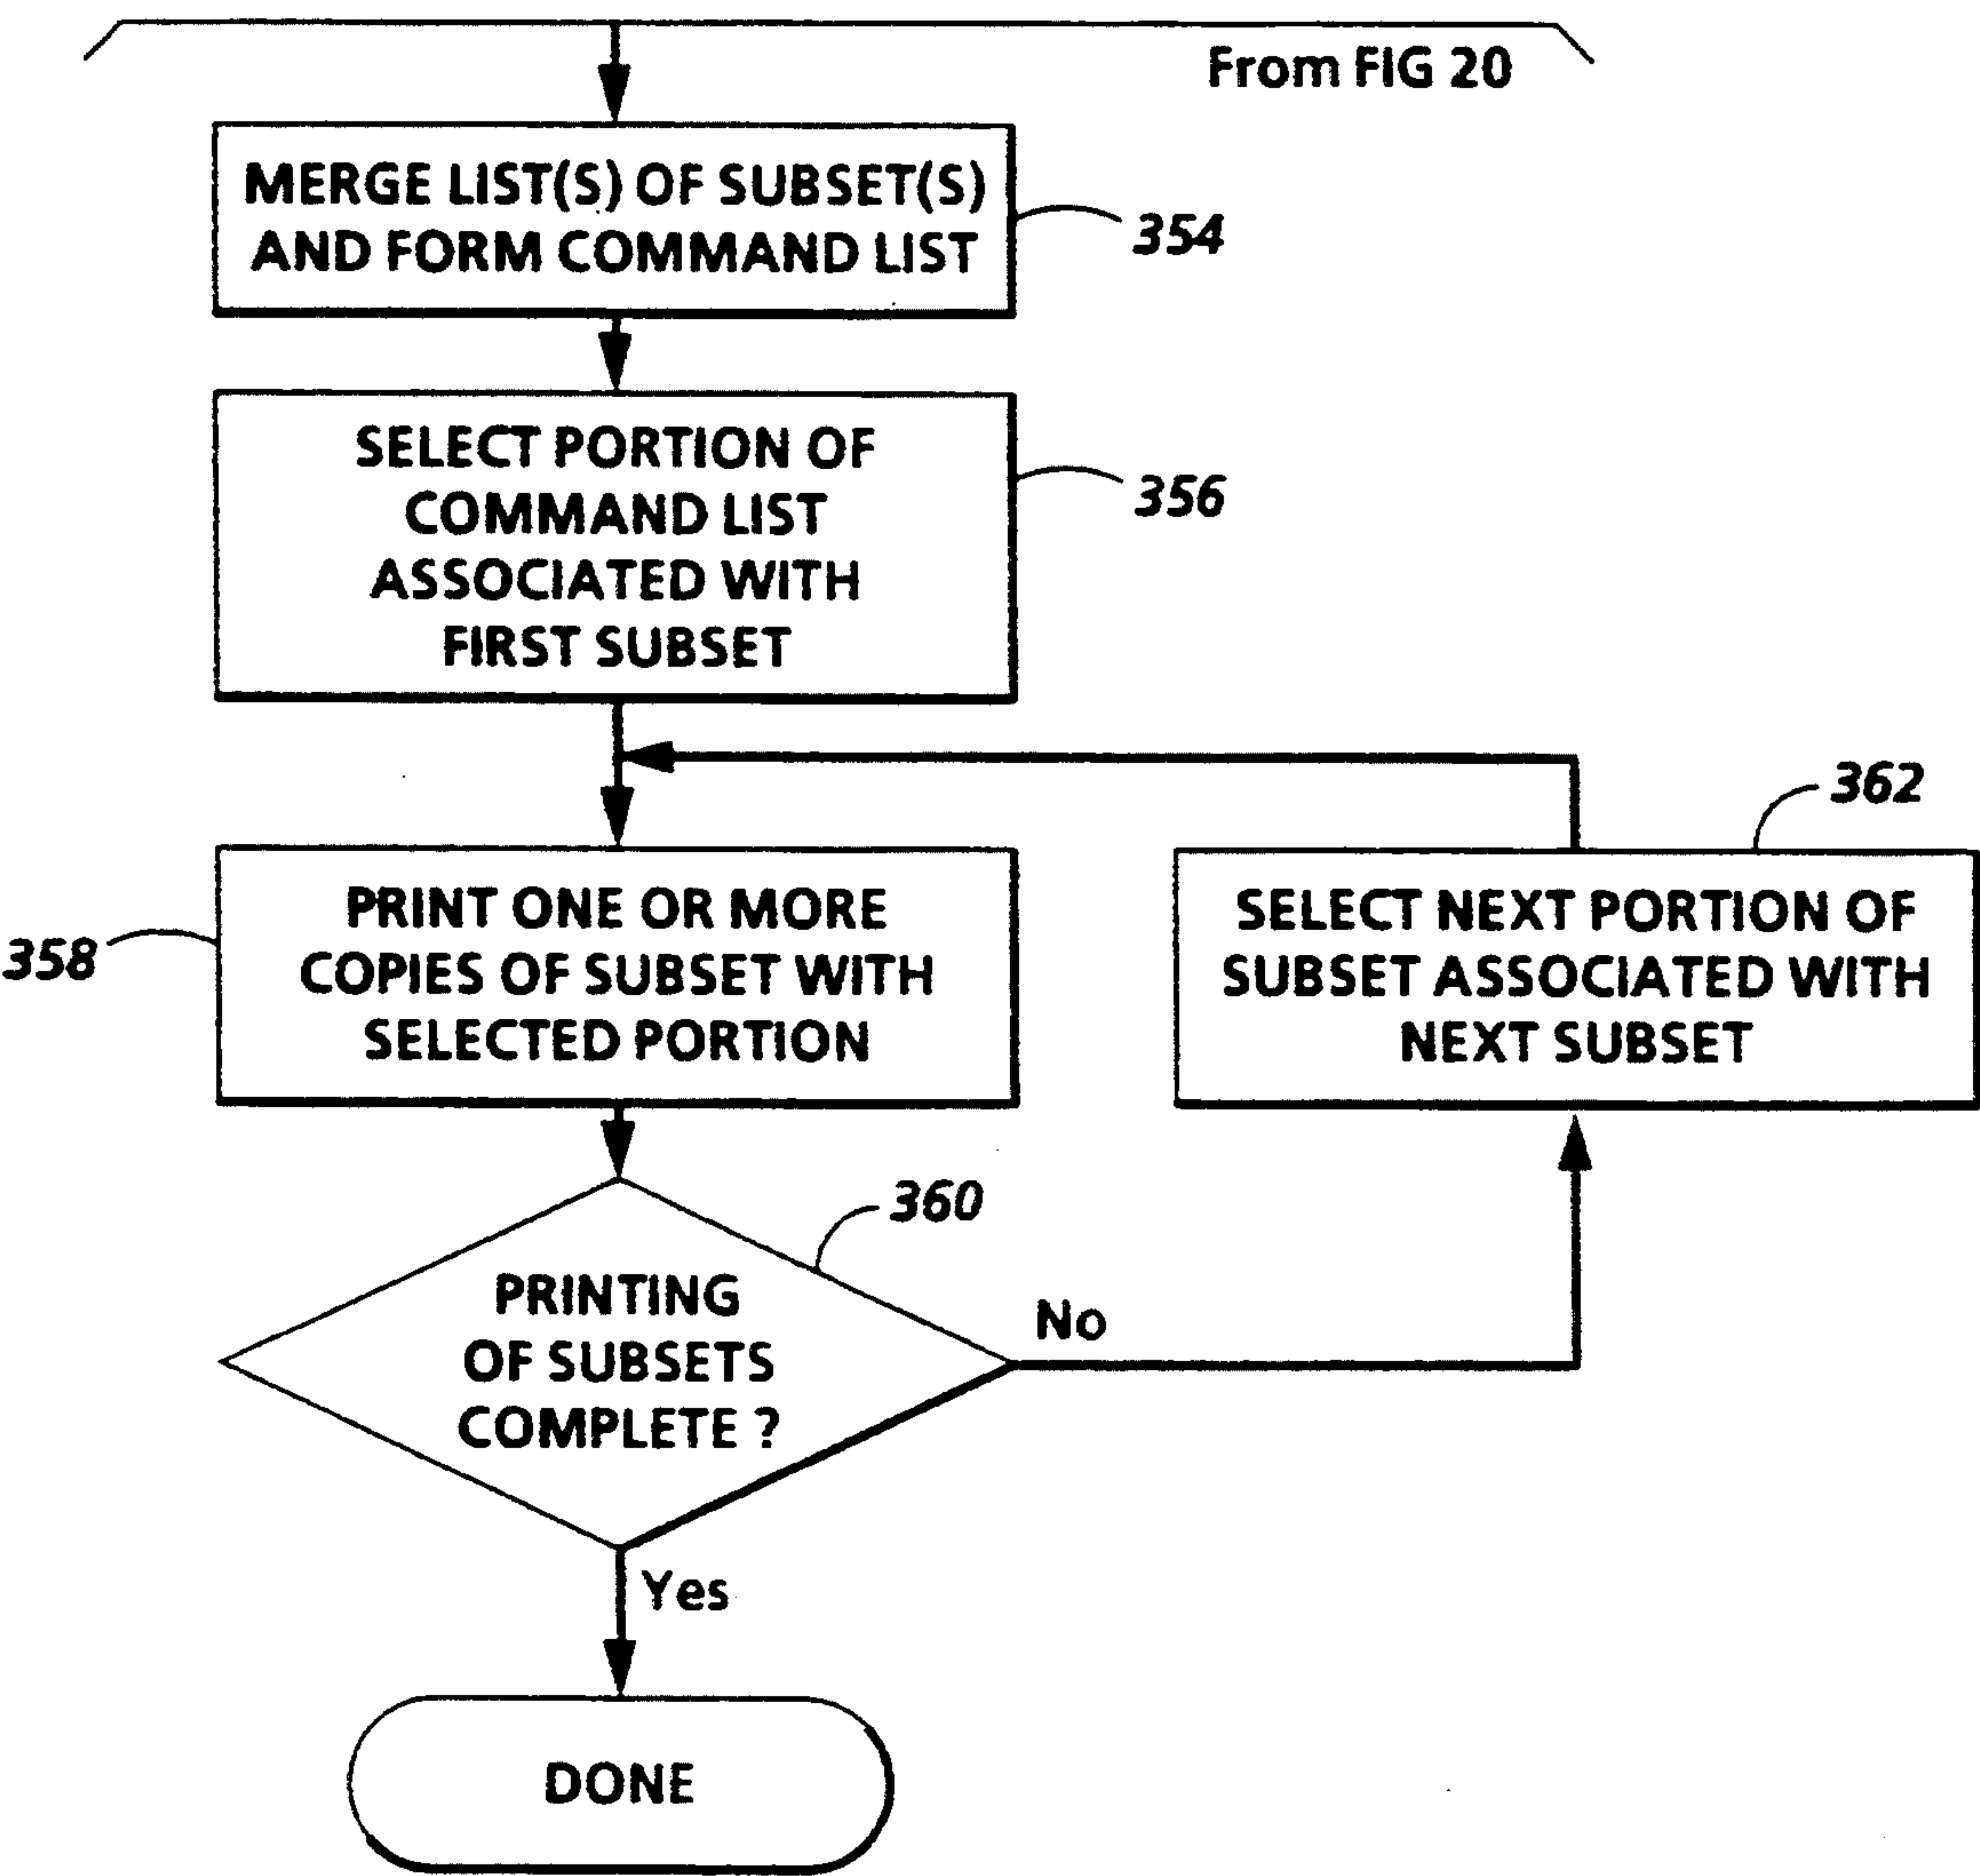 From FIG 20
MERGE LIST(S) OF SUBSET(S)
AND FORM COMMAND LIST
354
SELECT PORTION OF
COMMAND LIST
ASSOCIATED WITH
FIRST SUBSET
356
362
PRINT ONE OR MORE
COPIES OF SUBSET WITH
SELECTED PORTION
358
SELECT NEXT PORTION OF
SUBSET ASSOCIATED WITH
NEXT SUBSET
360
PRINTING
OF SUBSETS
COMPLETE ?
No
Yes
DONE